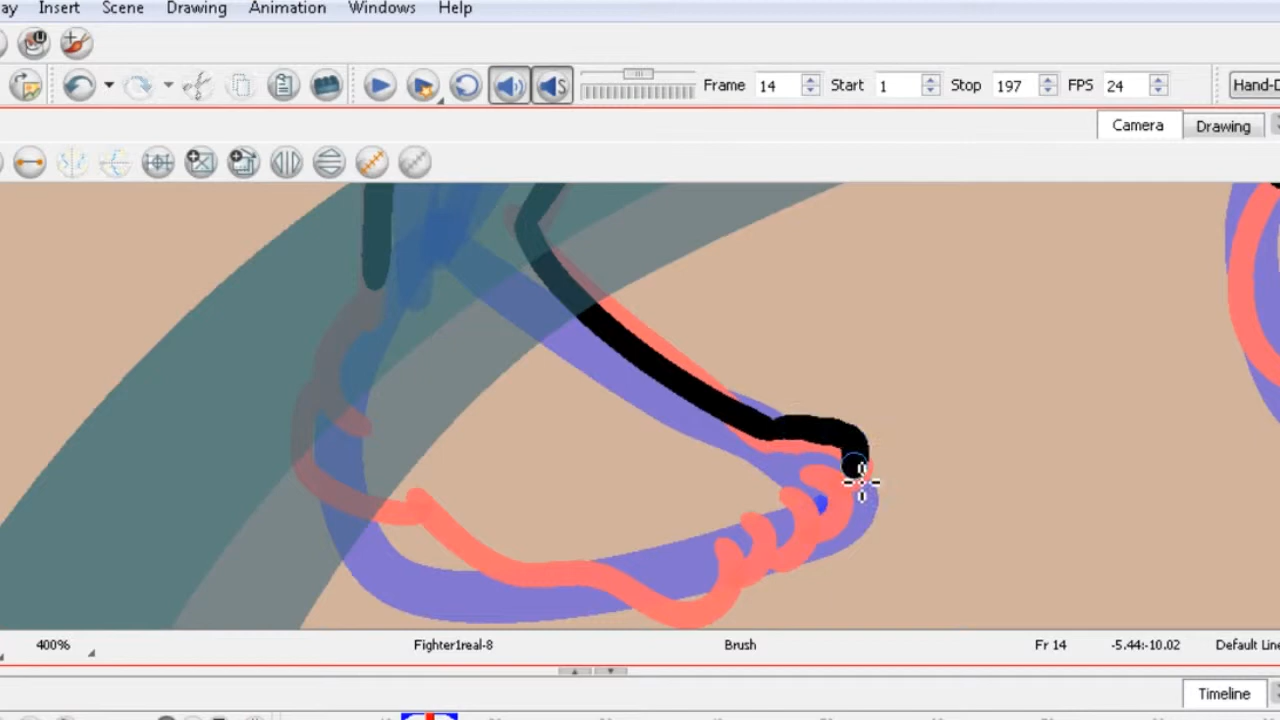 ay Insert Scene Drawing Animation Windows Help
Frame 14 Start 1 Stop 197 FPS 24 Hand-D
Camera Drawing
400% Fighter1real-8 Brush Fr 14 -5.44:-10.02 Default Line
Timeline